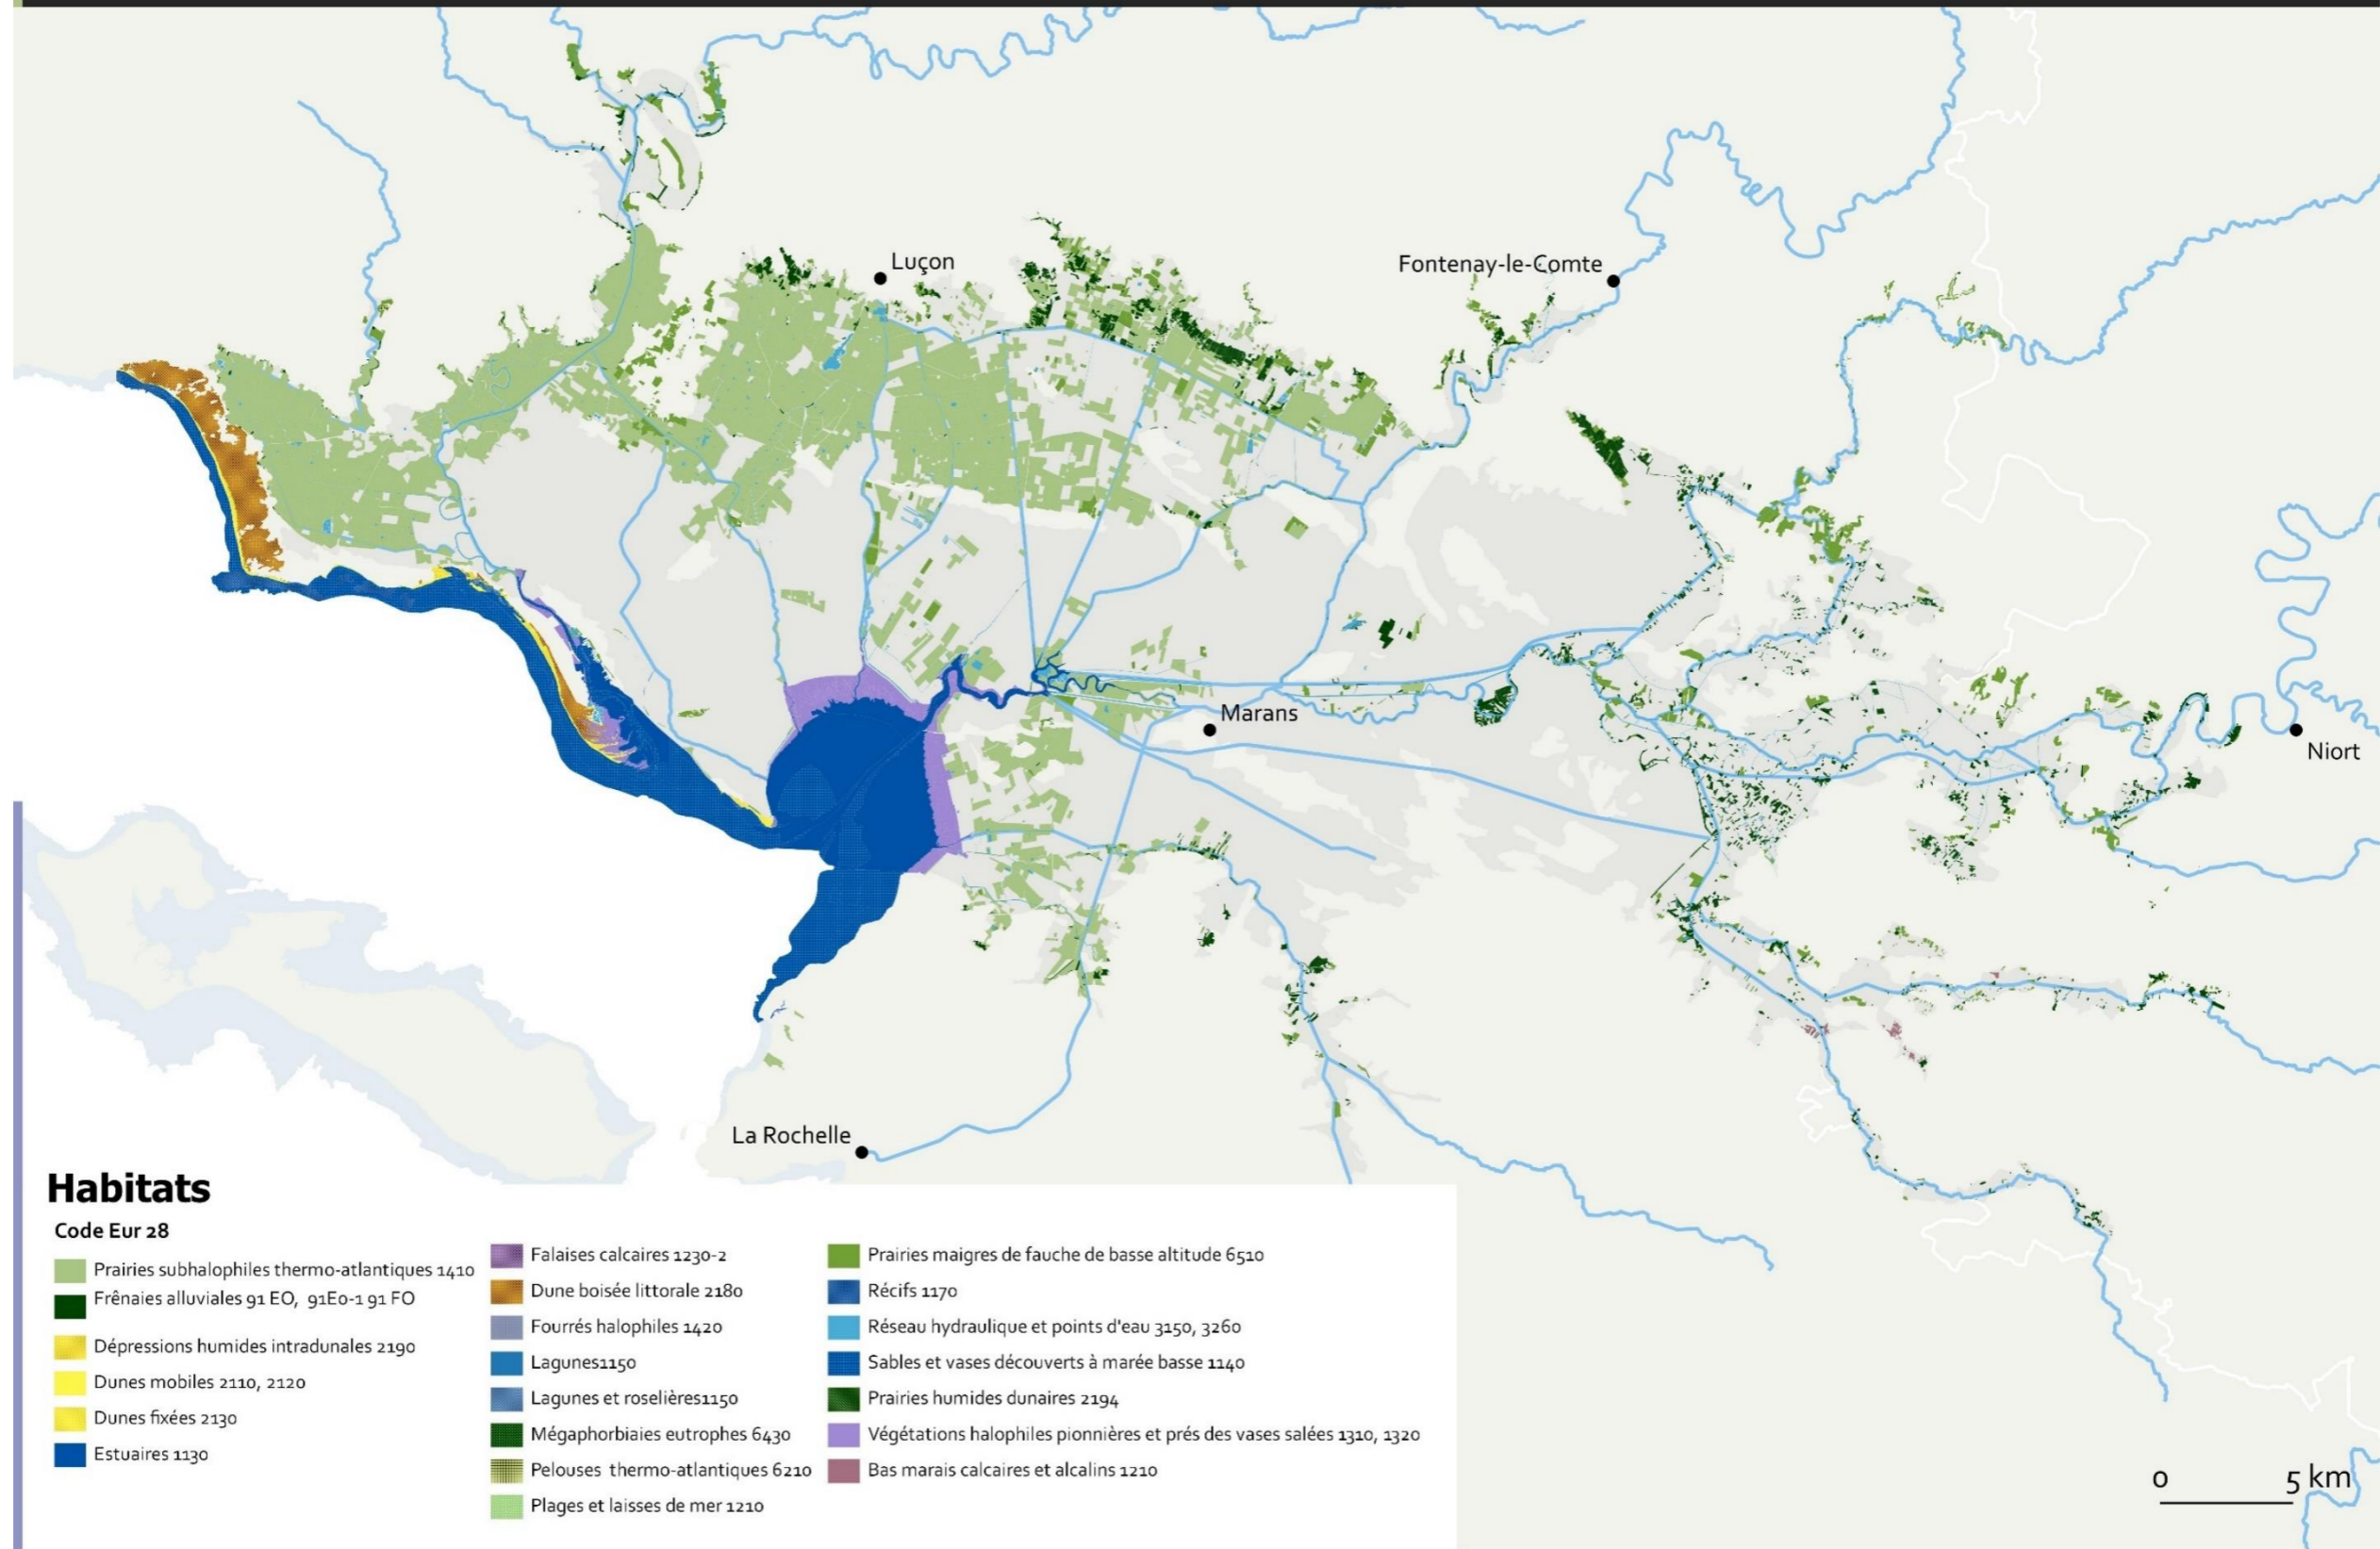 Luçon
Fontenay-le-Comte
Marans
Niort
La Rochelle
Habitats
Code Eur 28
Prairies subhalophiles thermo-atlantiques 1410
Frênaies alluviales 91 EO, 91E0-1 91 FO
Dépressions humides intradunales 2190
Dunes mobiles 2110, 2120
Dunes fixées 2130
Estuaires 1130
Falaises calcaires 1230-2
Dune boisée littorale 2180
Fourrés halophiles 1420
Lagunes1150
Lagunes et roselières1150
Mégaphorbiaies eutrophes 6430
Pelouses thermo-atlantiques 6210
Plages et laisses de mer 1210
Prairies maigres de fauche de basse altitude 6510
Récifs 1170
Réseau hydraulique et points d'eau 3150, 3260
Sables et vases découverts à marée basse 1140
Prairies humides dunaires 2194
Végétations halophiles pionnières et prés des vases salées 1310, 1320
Bas marais calcaires et alcalins 1210
0 5 km